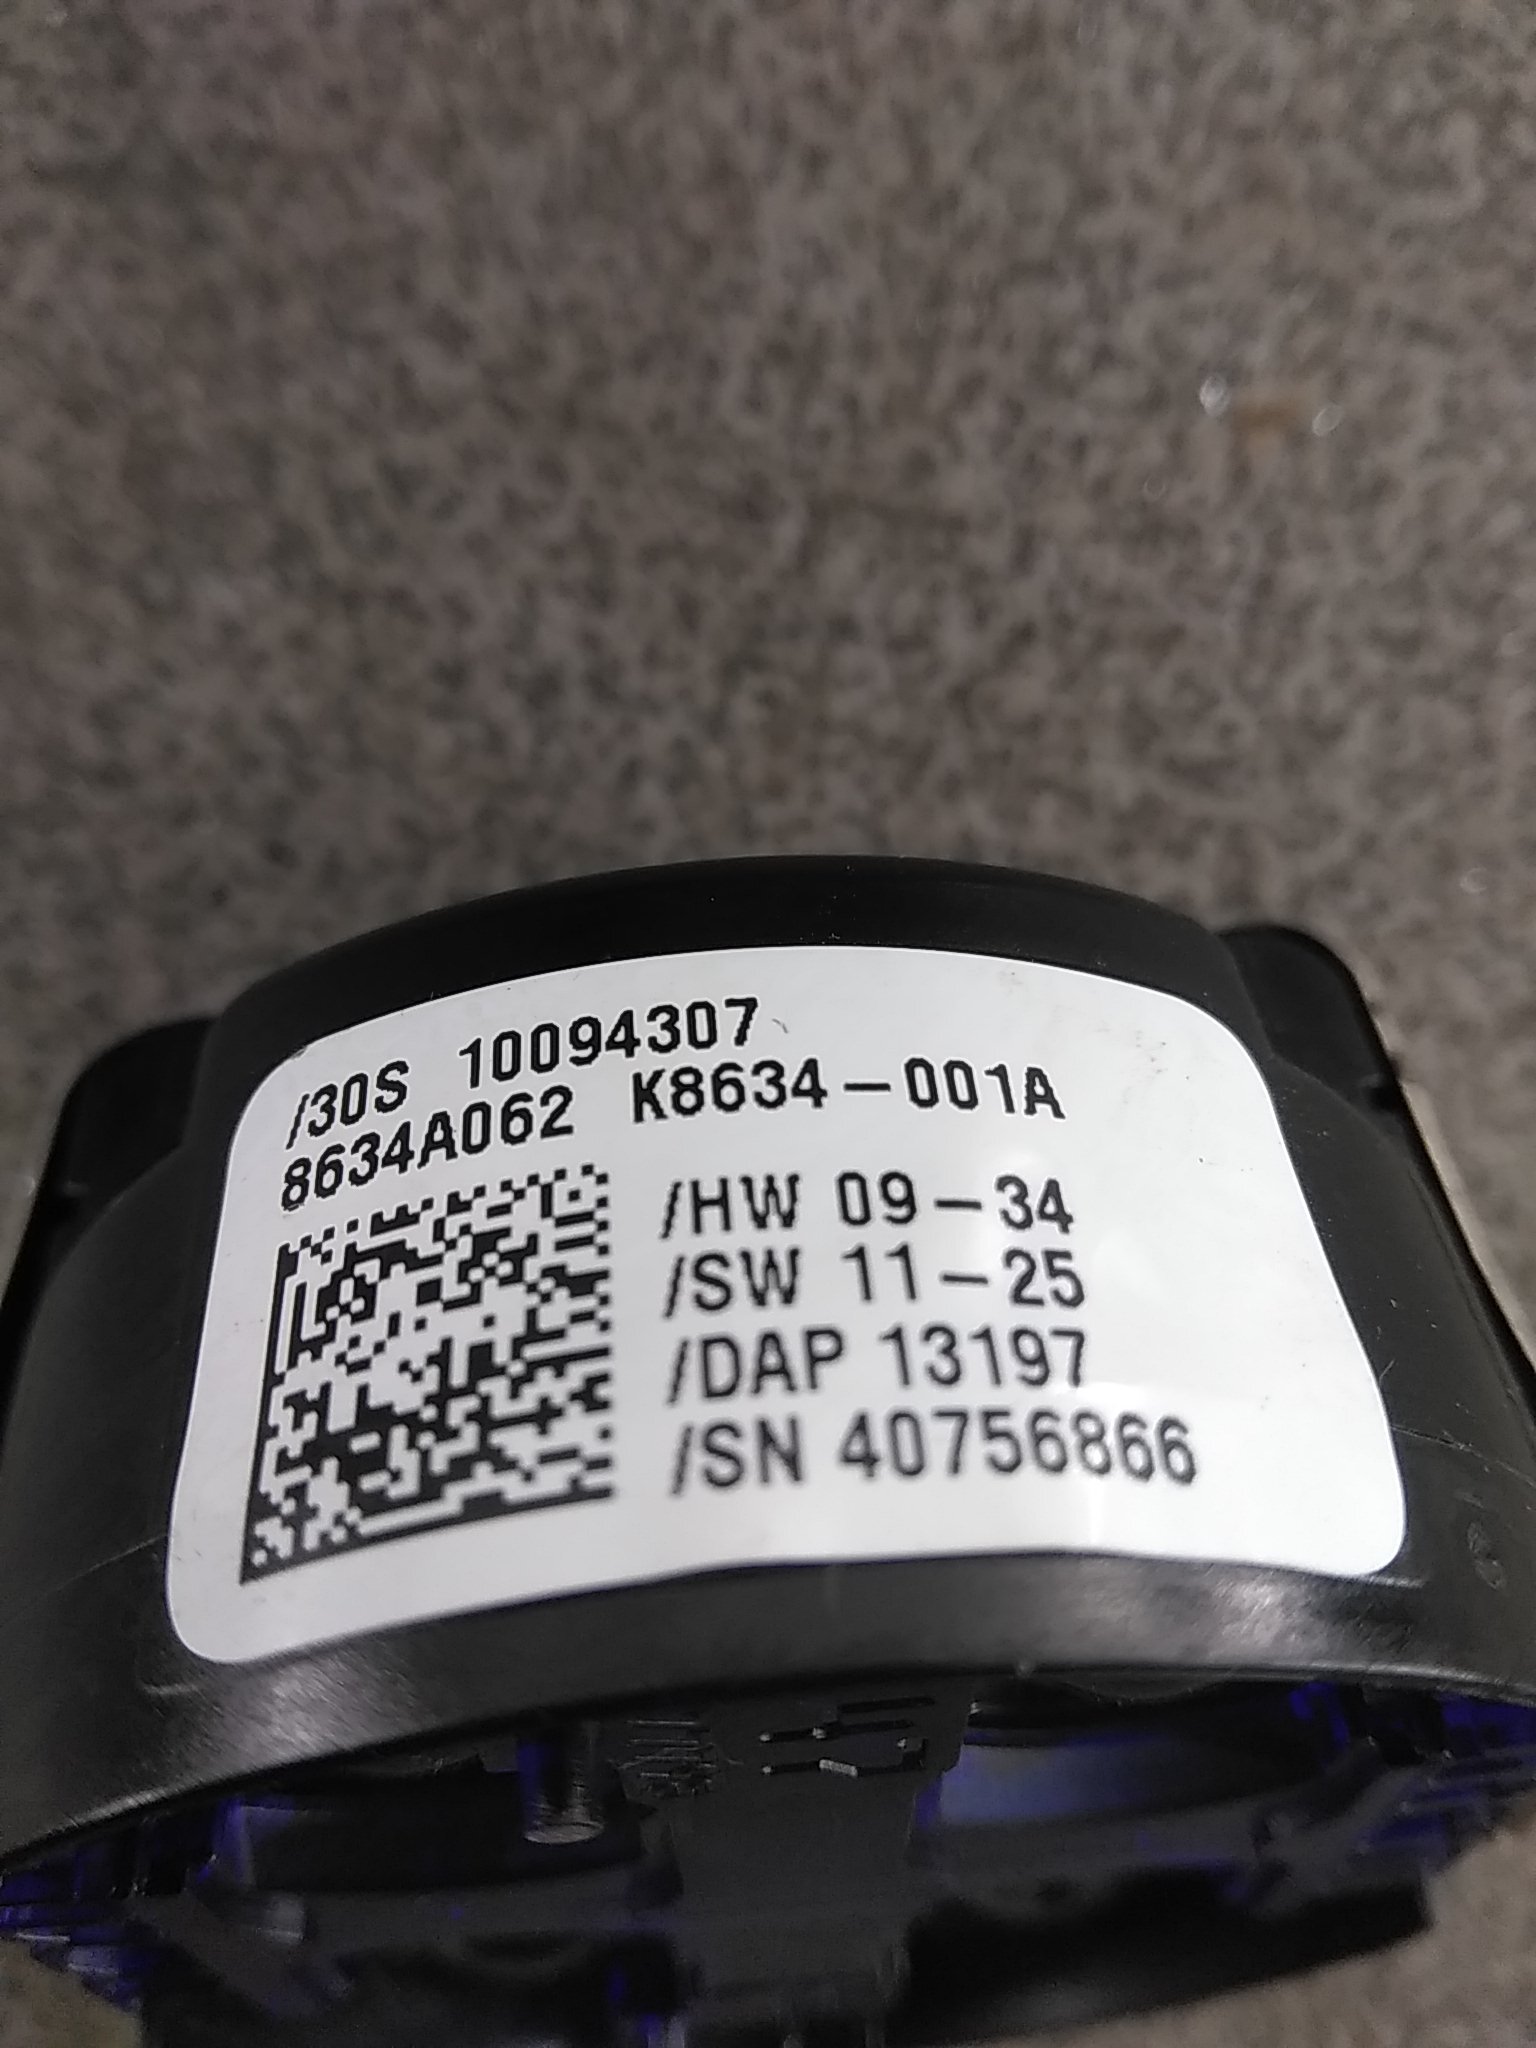 /30S 10094307
8634A062 K8634-001A
/HW 09-34
/SW 11-25
/DAP 13197
/SN 40756866